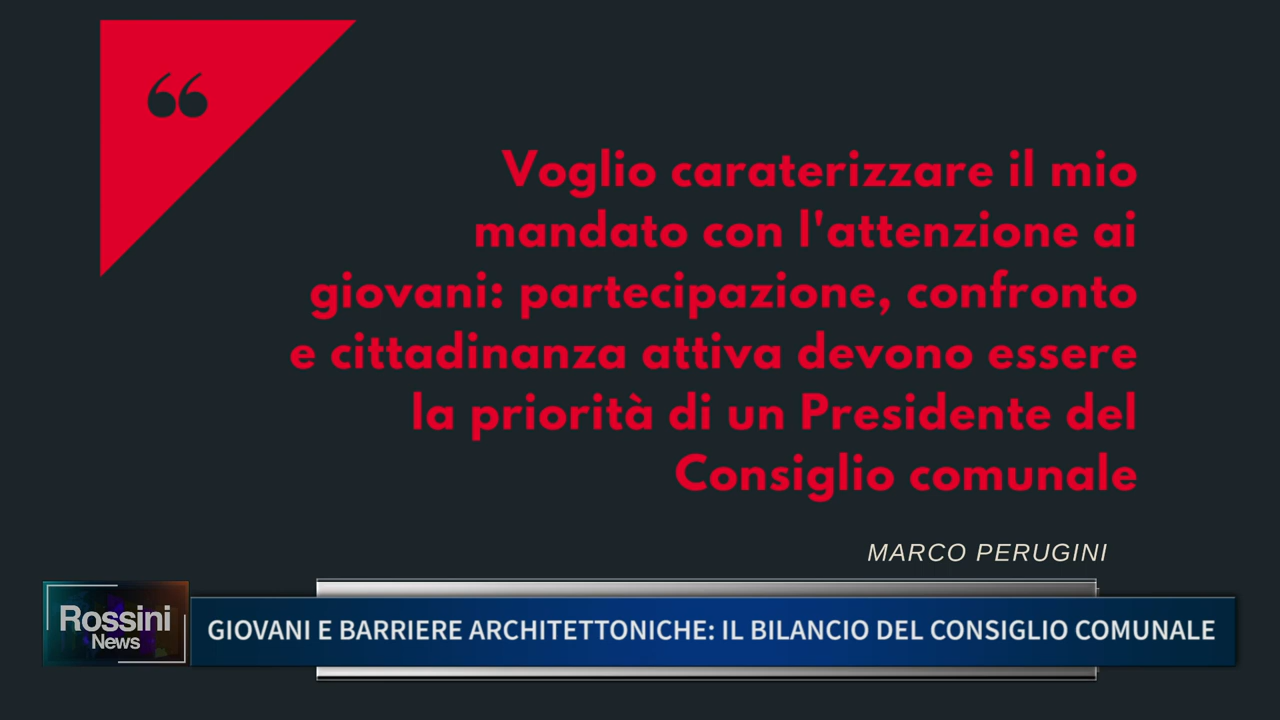 “
Voglio caraterizzare il mio
mandato con l'attenzione ai
giovani: partecipazione, confronto
e cittadinanza attiva devono essere
la priorità di un Presidente del
Consiglio comunale
MARCO PERUGINI
Rossini
News
GIOVANI E BARRIERE ARCHITETTONICHE: IL BILANCIO DEL CONSIGLIO COMUNALE